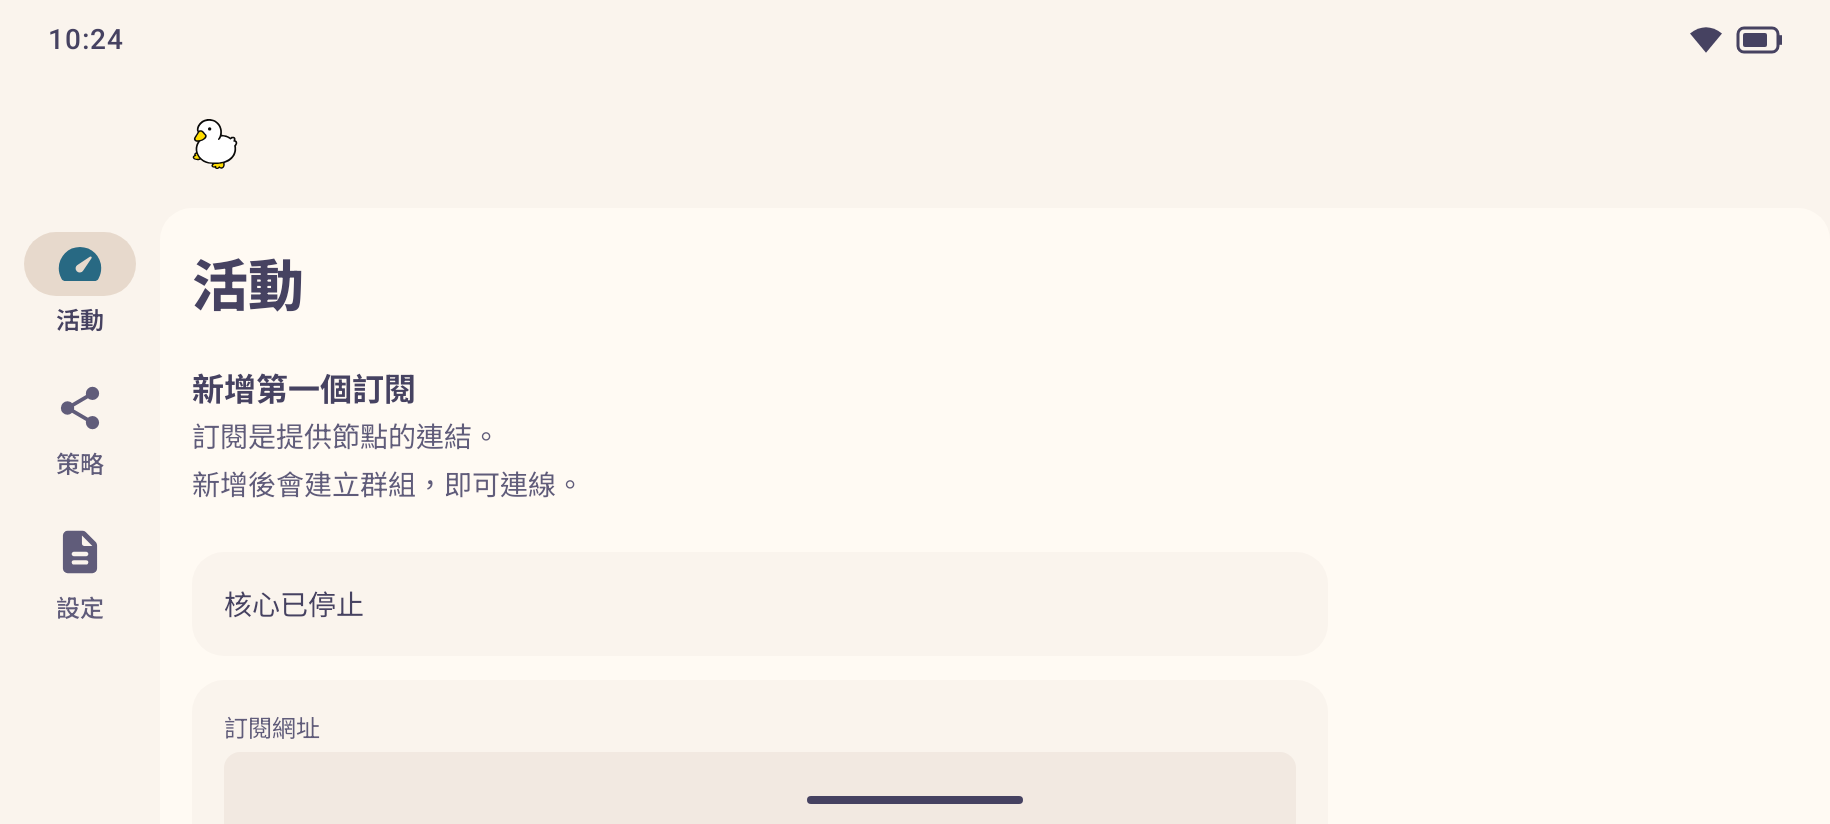 10:24
活動
策略
設定
活動
新增第一個訂閱
訂閱是提供節點的連結。
新增後會建立群組，即可連線。
核心已停止
訂閱網址